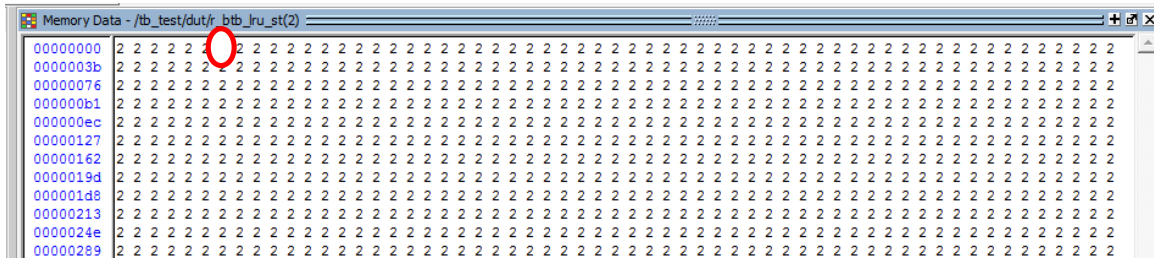 Memory Data - /tb_test/dut/r_btb_lru_st(2)
00000000 2 2 2 2 2 2 2 2 2 2 2 2 2 2 2 2 2 2 2 2 2 2 2 2 2 2 2 2 2 2 2 2 2 2 2 2 2 2 2 2 2 2 2 2 2 2 2 2 2 2 2 2 2 2 2 2 2 2
0000003b 2 2 2 2 2 2 2 2 2 2 2 2 2 2 2 2 2 2 2 2 2 2 2 2 2 2 2 2 2 2 2 2 2 2 2 2 2 2 2 2 2 2 2 2 2 2 2 2 2 2 2 2 2 2 2 2 2 2 2
00000076 2 2 2 2 2 2 2 2 2 2 2 2 2 2 2 2 2 2 2 2 2 2 2 2 2 2 2 2 2 2 2 2 2 2 2 2 2 2 2 2 2 2 2 2 2 2 2 2 2 2 2 2 2 2 2 2 2 2 2
000000b1 2 2 2 2 2 2 2 2 2 2 2 2 2 2 2 2 2 2 2 2 2 2 2 2 2 2 2 2 2 2 2 2 2 2 2 2 2 2 2 2 2 2 2 2 2 2 2 2 2 2 2 2 2 2 2 2 2 2 2
000000ec 2 2 2 2 2 2 2 2 2 2 2 2 2 2 2 2 2 2 2 2 2 2 2 2 2 2 2 2 2 2 2 2 2 2 2 2 2 2 2 2 2 2 2 2 2 2 2 2 2 2 2 2 2 2 2 2 2 2 2
00000127 2 2 2 2 2 2 2 2 2 2 2 2 2 2 2 2 2 2 2 2 2 2 2 2 2 2 2 2 2 2 2 2 2 2 2 2 2 2 2 2 2 2 2 2 2 2 2 2 2 2 2 2 2 2 2 2 2 2 2
00000162 2 2 2 2 2 2 2 2 2 2 2 2 2 2 2 2 2 2 2 2 2 2 2 2 2 2 2 2 2 2 2 2 2 2 2 2 2 2 2 2 2 2 2 2 2 2 2 2 2 2 2 2 2 2 2 2 2 2 2
0000019d 2 2 2 2 2 2 2 2 2 2 2 2 2 2 2 2 2 2 2 2 2 2 2 2 2 2 2 2 2 2 2 2 2 2 2 2 2 2 2 2 2 2 2 2 2 2 2 2 2 2 2 2 2 2 2 2 2 2 2
000001d8 2 2 2 2 2 2 2 2 2 2 2 2 2 2 2 2 2 2 2 2 2 2 2 2 2 2 2 2 2 2 2 2 2 2 2 2 2 2 2 2 2 2 2 2 2 2 2 2 2 2 2 2 2 2 2 2 2 2 2
00000213 2 2 2 2 2 2 2 2 2 2 2 2 2 2 2 2 2 2 2 2 2 2 2 2 2 2 2 2 2 2 2 2 2 2 2 2 2 2 2 2 2 2 2 2 2 2 2 2 2 2 2 2 2 2 2 2 2 2 2
0000024e 2 2 2 2 2 2 2 2 2 2 2 2 2 2 2 2 2 2 2 2 2 2 2 2 2 2 2 2 2 2 2 2 2 2 2 2 2 2 2 2 2 2 2 2 2 2 2 2 2 2 2 2 2 2 2 2 2 2 2
00000289 2 2 2 2 2 2 2 2 2 2 2 2 2 2 2 2 2 2 2 2 2 2 2 2 2 2 2 2 2 2 2 2 2 2 2 2 2 2 2 2 2 2 2 2 2 2 2 2 2 2 2 2 2 2 2 2 2 2 2